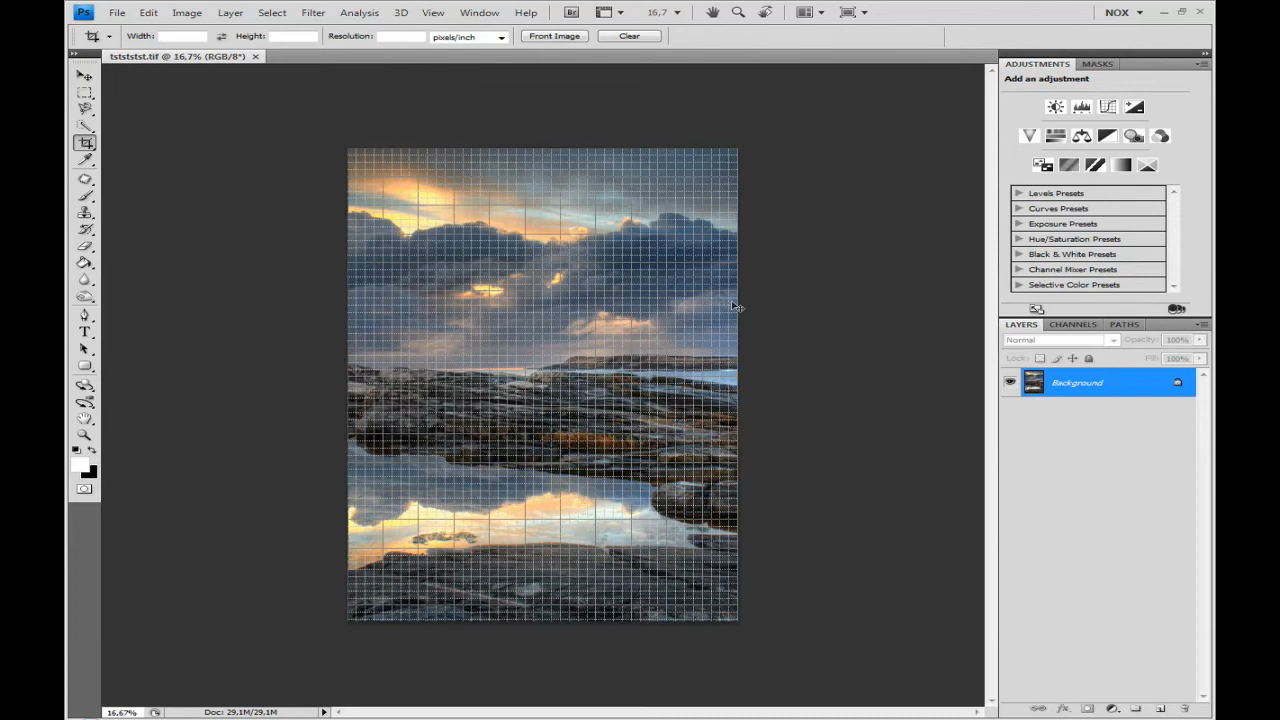 Ps File Edit Image Layer Select Filter Analysis 3D View Window Help Br 16,7 NOX
Width: Height: Resolution: pixels/inch Front Image Clear
tstststst.tif @ 16,7% (RGB/8*)
ADJUSTMENTS MASKS
Add an adjustment
Levels Presets
Curves Presets
Exposure Presets
Hue/Saturation Presets
Black & White Presets
Channel Mixer Presets
Selective Color Presets
LAYERS CHANNELS PATHS
Normal Opacity: 100%
Lock: Fill: 100%
Background
16,67% Doc: 29,1M/29,1M